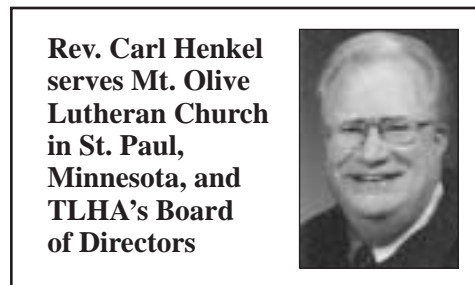 Rev. Carl Henkel
serves Mt. Olive
Lutheran Church
in St. Paul,
Minnesota, and
TLHA’s Board
of Directors